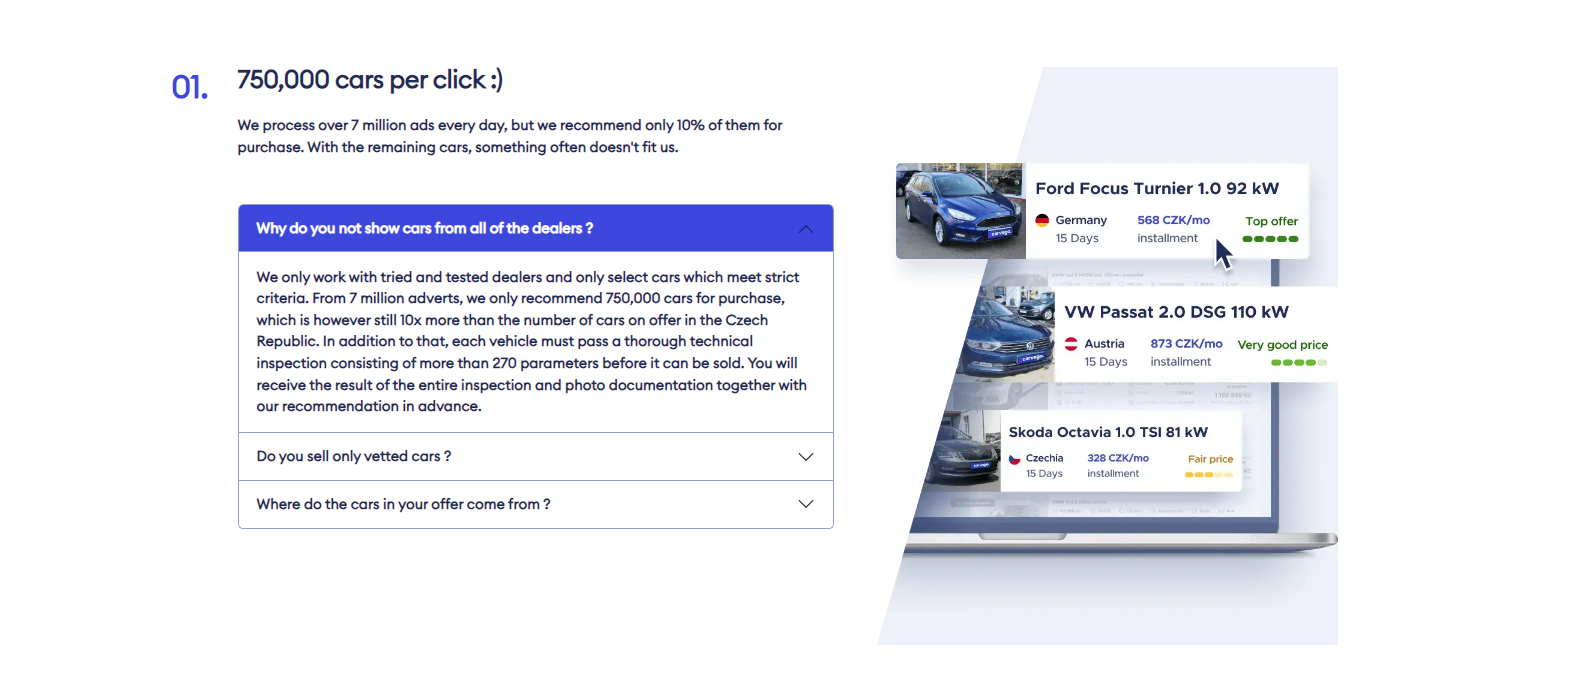 01.
750,000 cars per click :)
We process over 7 million ads every day, but we recommend only 10% of them for
purchase. With the remaining cars, something often doesn't fit us.
Why do you not show cars from all of the dealers ?
We only work with tried and tested dealers and only select cars which meet strict
criteria. From 7 million adverts, we only recommend 750,000 cars for purchase,
which is however still 10x more than the number of cars on offer in the Czech
Republic. In addition to that, each vehicle must pass a thorough technical
inspection consisting of more than 270 parameters before it can be sold. You will
receive the result of the entire inspection and photo documentation together with
our recommendation in advance.
Do you sell only vetted cars ?
Where do the cars in your offer come from ?
carvago
Ford Focus Turnier 1.0 92 kW
Germany 568 CZK/mo Top offer
15 Days installment
carvago
VW Passat 2.0 DSG 110 kW
Austria 873 CZK/mo Very good price
15 Days installment
carvago
Skoda Octavia 1.0 TSI 81 kW
Czechia 328 CZK/mo Fair price
15 Days installment